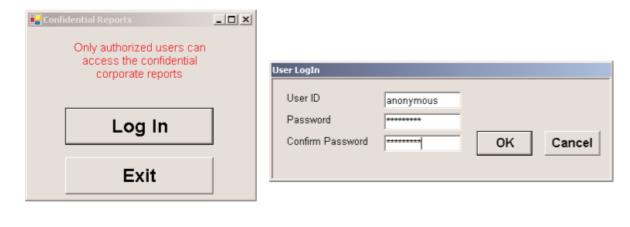 Confidential Reports
Only authorized users can
access the confidential
corporate reports
Log In
Exit
User LogIn
User ID
anonymous
Password
*********
Confirm Password
*********
OK
Cancel